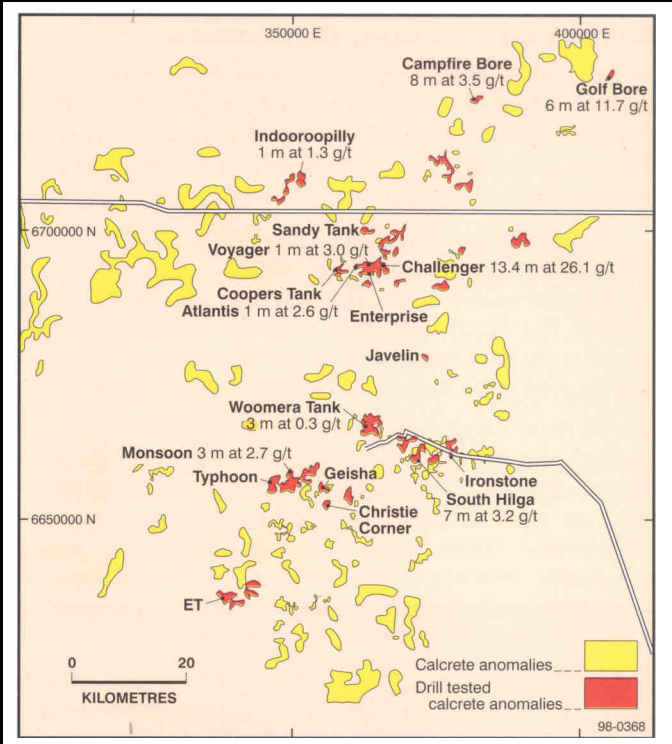 350000 E
400000 E
Campfire Bore
8 m at 3.5 g/t
Golf Bore
6 m at 11.7 g/t
Indooroopilly
1 m at 1.3 g/t
6700000 N
Sandy Tank
Voyager 1 m at 3.0 g/t
Challenger 13.4 m at 26.1 g/t
Coopers Tank
Atlantis 1 m at 2.6 g/t
Enterprise
Javelin
Woomera Tank
3 m at 0.3 g/t
Monsoon 3 m at 2.7 g/t
Typhoon
Geisha
Ironstone
South Hilga
7 m at 3.2 g/t
Christie
Corner
6650000 N
ET
0
20
KILOMETRES
Calcrete anomalies
Drill tested
calcrete anomalies
98-0368